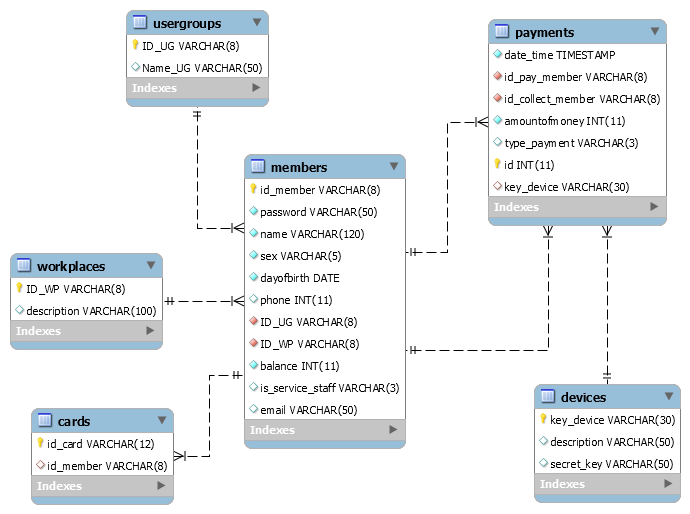 usergroups
ID_UG VARCHAR(8)
Name_UG VARCHAR(50)
Indexes
payments
date_time TIMESTAMP
id_pay_member VARCHAR(8)
id_collect_member VARCHAR(8)
amountofmoney INT(11)
type_payment VARCHAR(3)
id INT(11)
key_device VARCHAR(30)
Indexes
members
id_member VARCHAR(8)
password VARCHAR(50)
name VARCHAR(120)
sex VARCHAR(5)
dayofbirth DATE
phone INT(11)
ID_UG VARCHAR(8)
ID_WP VARCHAR(8)
balance INT(11)
is_service_staff VARCHAR(3)
email VARCHAR(50)
Indexes
workplaces
ID_WP VARCHAR(8)
description VARCHAR(100)
Indexes
cards
id_card VARCHAR(12)
id_member VARCHAR(8)
Indexes
devices
key_device VARCHAR(30)
description VARCHAR(50)
secret_key VARCHAR(50)
Indexes